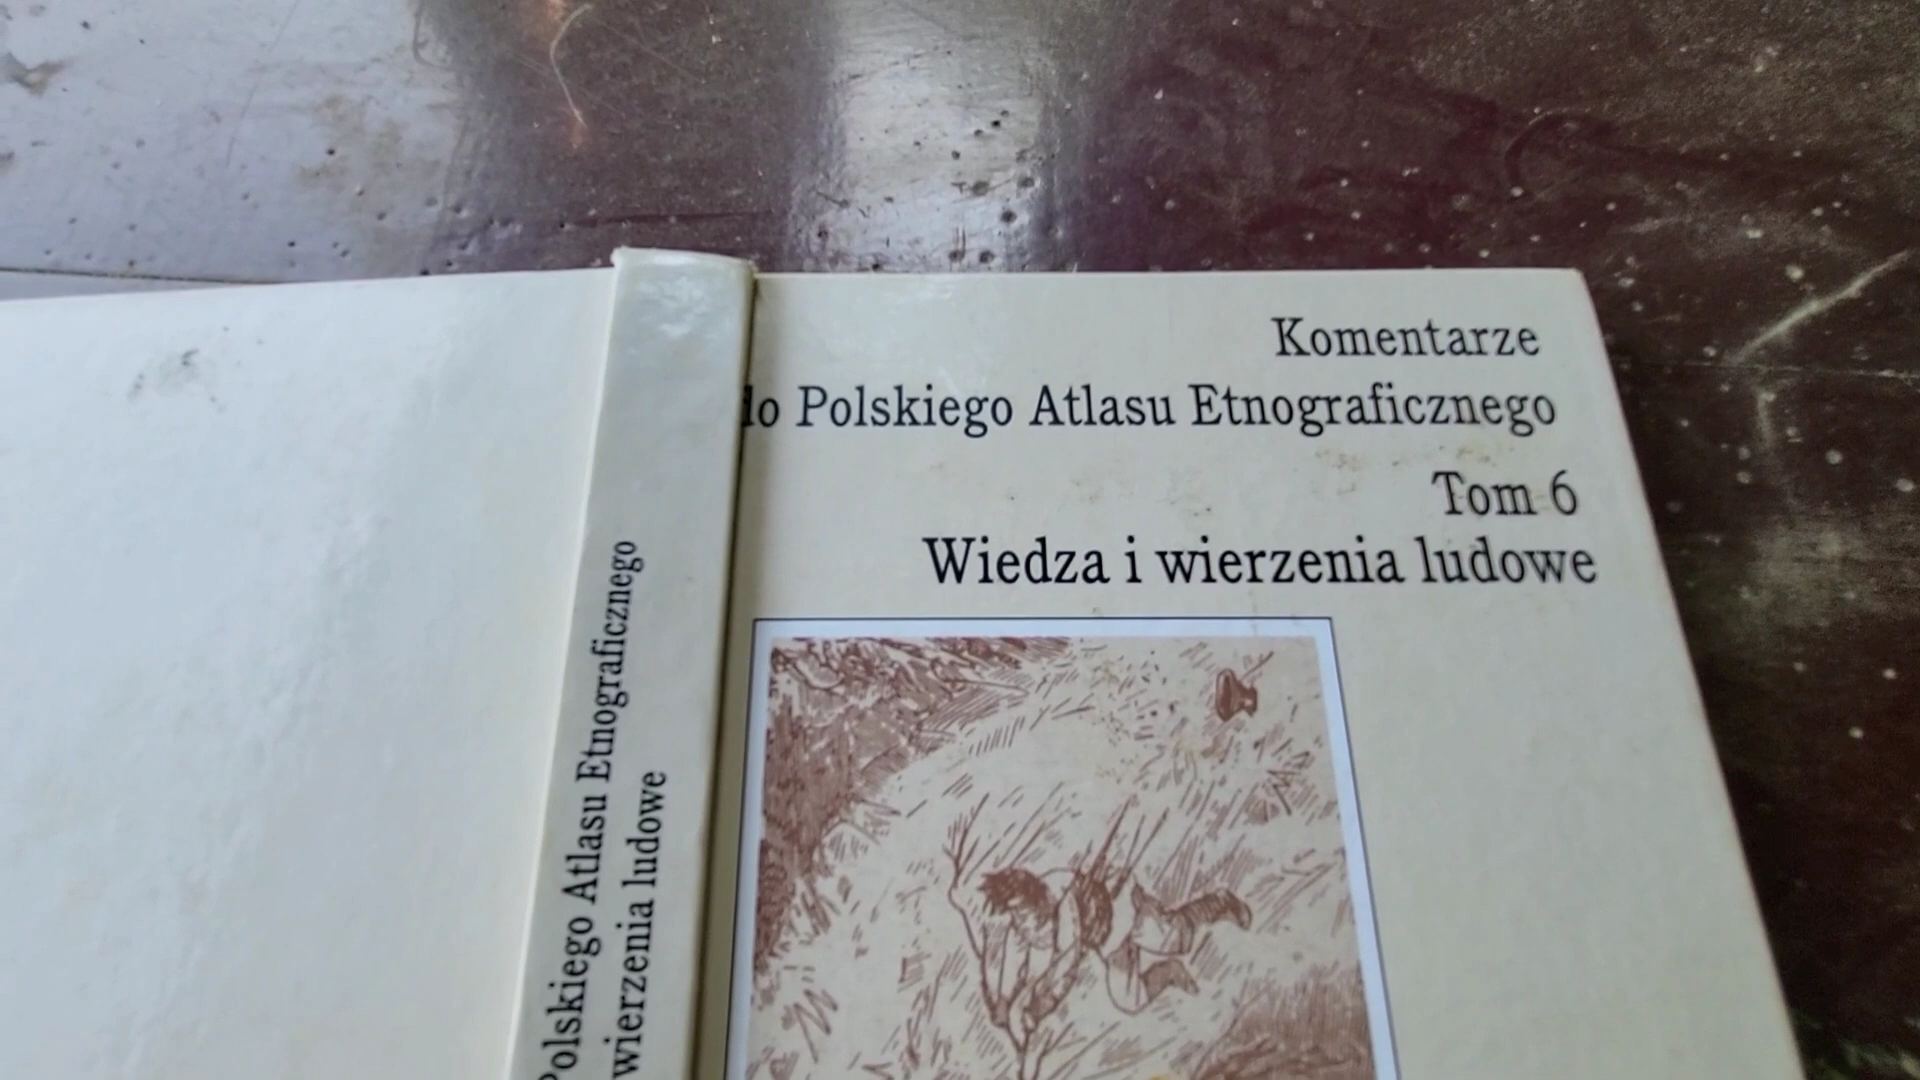 Komentarze
do Polskiego Atlasu Etnograficznego
Tom 6
Wiedza i wierzenia ludowe
Polskiego Atlasu Etnograficznego
wierzenia ludowe